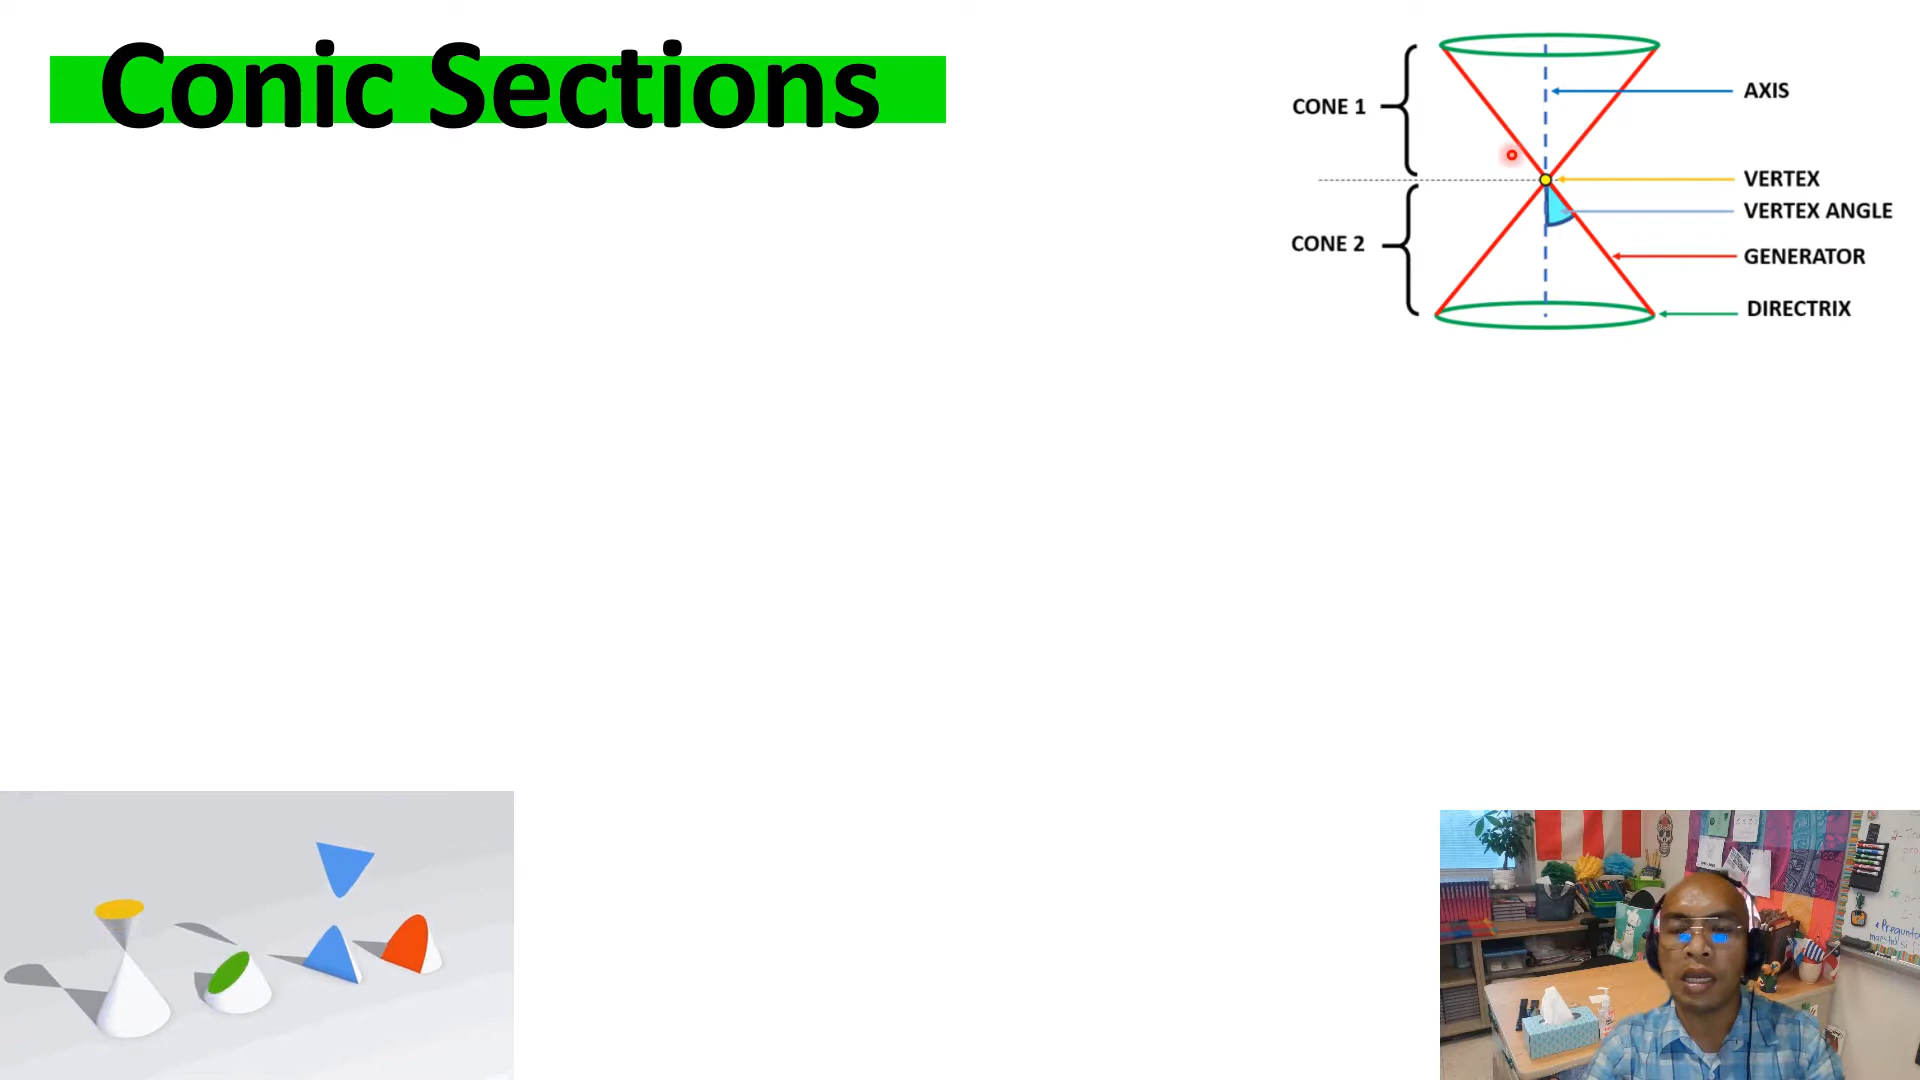 Conic Sections
CONE 1
CONE 2
AXIS
VERTEX
VERTEX ANGLE
GENERATOR
DIRECTRIX